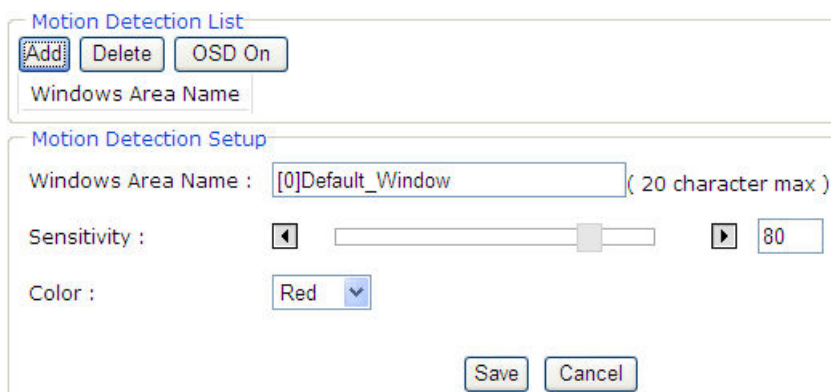 Motion Detection List
Add Delete OSD On
Windows Area Name
Motion Detection Setup
Windows Area Name : [0]Default_Window ( 20 character max )
Sensitivity : 80
Color : Red
Save Cancel